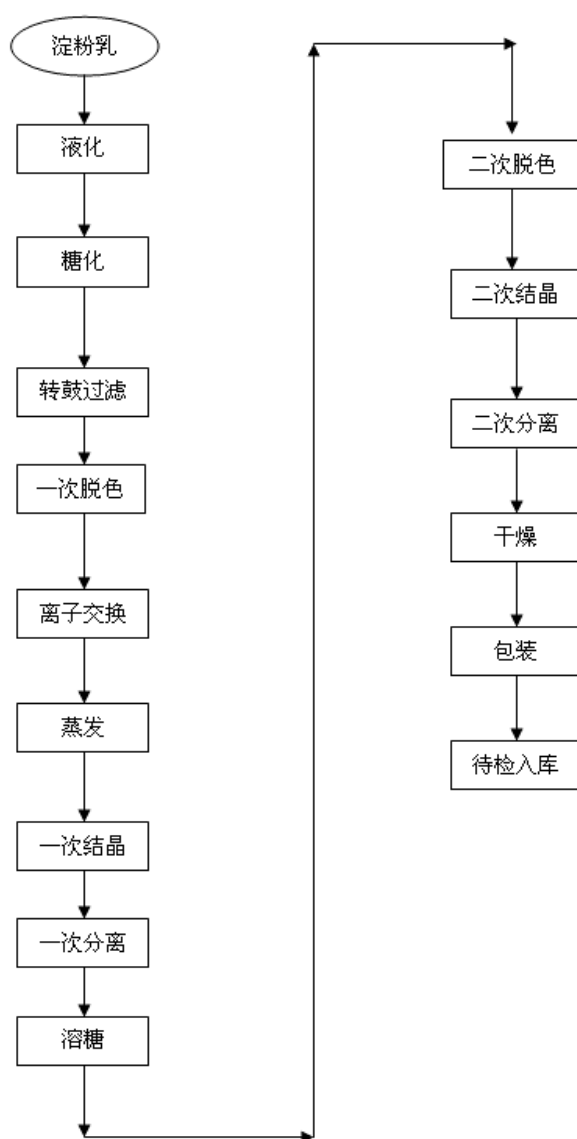 淀粉乳
液化
糖化
转鼓过滤
一次脱色
离子交换
蒸发
一次结晶
一次分离
溶糖
二次脱色
二次结晶
二次分离
干燥
包装
待检入库